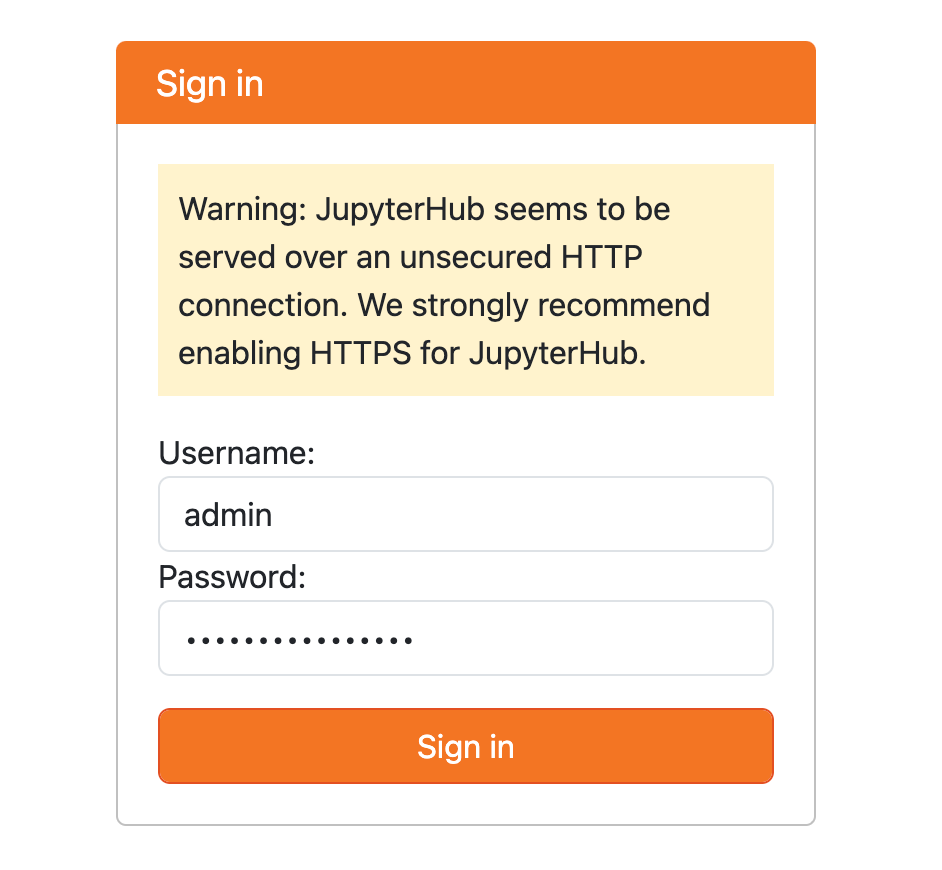 Sign in
Warning: JupyterHub seems to be
served over an unsecured HTTP
connection. We strongly recommend
enabling HTTPS for JupyterHub.
Username:
admin
Password:
••••••••••••••••
Sign in